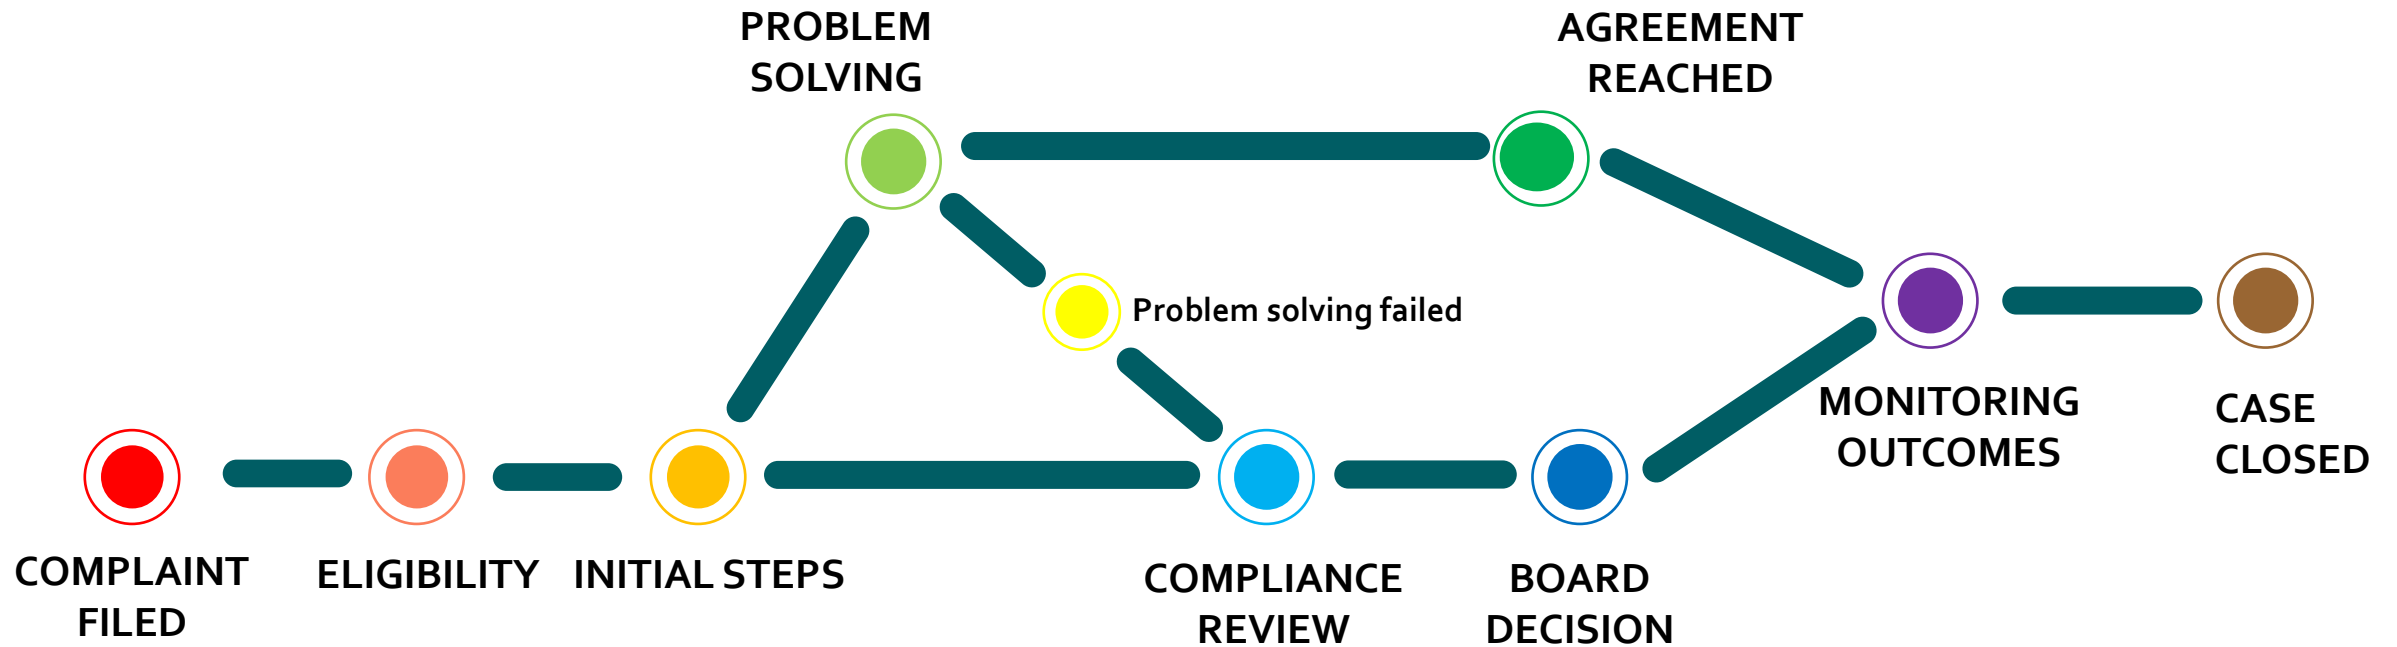 PROBLEM
SOLVING
AGREEMENT
REACHED
Problem solving failed
MONITORING
OUTCOMES
CASE
CLOSED
COMPLAINT
FILED
ELIGIBILITY
INITIAL STEPS
COMPLIANCE
REVIEW
BOARD
DECISION